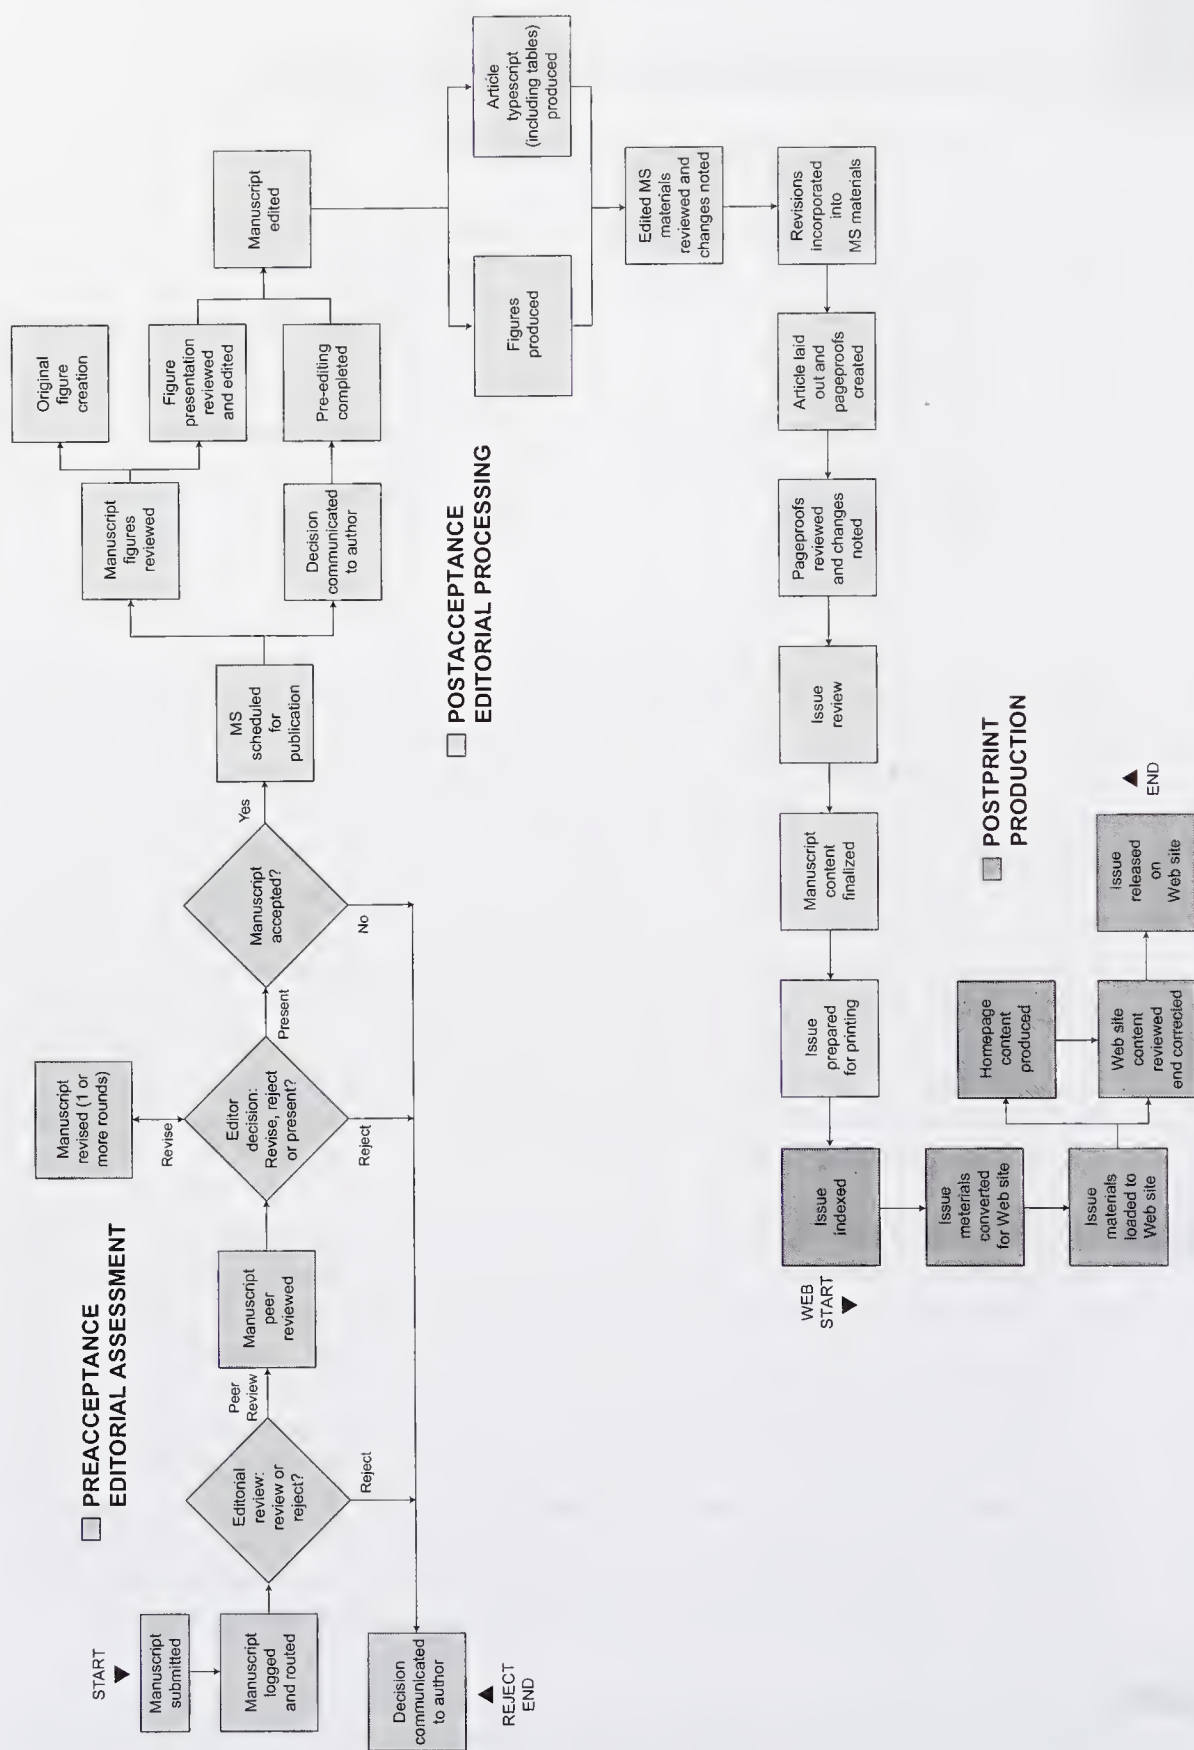 PREACCEPTANCE
EDITORIAL ASSESSMENT
START
Manuscript
submitted
Manuscript
logged
and routed
Editorial
review:
review or
reject?
Peer
Review
Reject
Manuscript
peer
reviewed
Editor
decision:
Revise, reject
or present?
Revise
Manuscript
revised (1 or
more rounds)
Reject
Present
Manuscript
accepted?
No
Yes
Decision
communicated
to author
REJECT
END
POSTACCEPTANCE
EDITORIAL PROCESSING
MS
scheduled
for
publication
Manuscript
figures
reviewed
Original
figure
creation
Figure
presentation
reviewed
and edited
Decision
communicated
to author
Pre-editing
completed
Manuscript
edited
Figures
produced
Article
typescript
(including tables)
produced
Edited MS
materials
reviewed and
changes noted
Revisions
incorporated
into
MS materials
Article laid
out and
pageproofs
created
Pageproofs
reviewed
and changes
noted
Issue
review
Manuscript
content
finalized
Issue
prepared
for printing
POSTPRINT
PRODUCTION
WEB
START
Issue
indexed
Issue
meterials
converted
for Web site
Issue
materials
loaded to
Web site
Homepage
content
produced
Web site
content
reviewed
end corrected
Issue
released
on
Web site
END